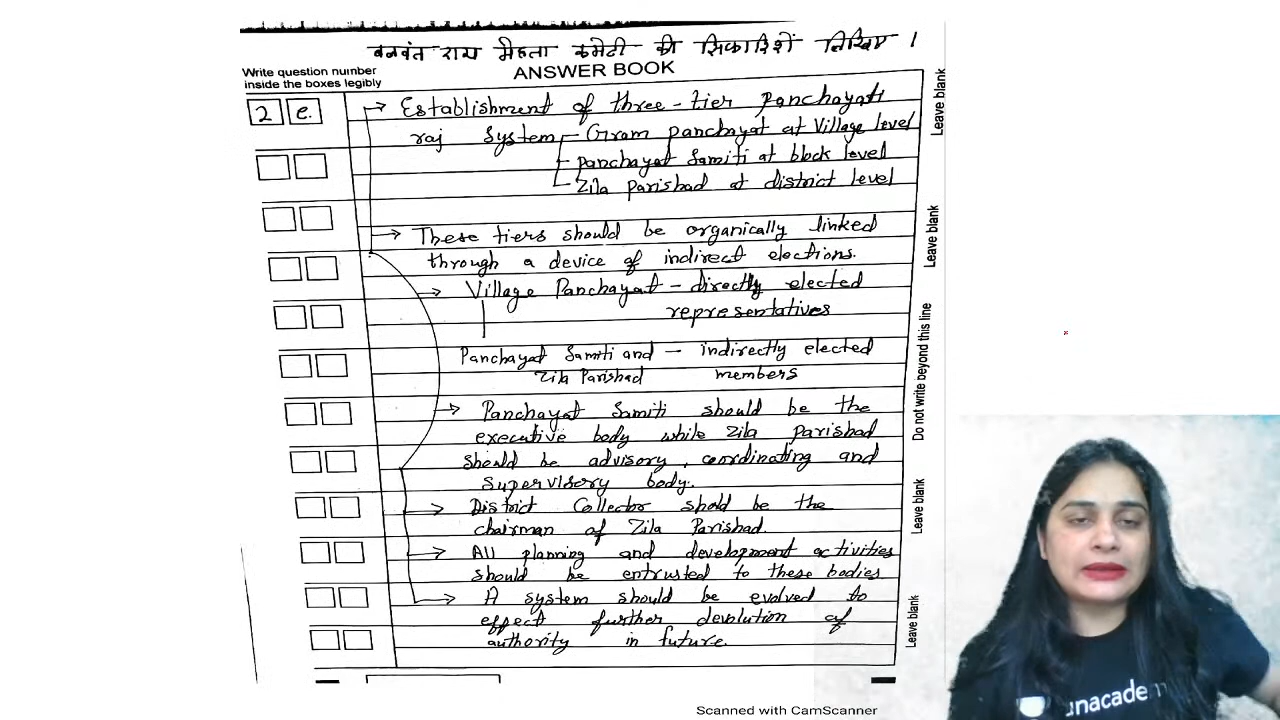 बलवंत राय मेहता कमेटी की सिफारिशें लिखिए ।
Write question number
inside the boxes legibly
ANSWER BOOK
2 e.
→ Establishment of three-tier Panchayati
raj System - Gram panchayat at Village level
- Panchayat Samiti at block level
- Zila Parishad at district level
→ These tiers should be organically linked
through a device of indirect elections.
→ Village Panchayat - directly elected
representatives
Panchayat Samiti and - indirectly elected
Zila Parishad members
→ Panchayat Samiti should be the
executive body while Zila parishad
should be advisory, coordinating and
supervisory body.
→ District Collector shold be the
chairman of Zila Parishad.
→ All planning and development activities
should be entrusted to these bodies
→ A system should be evolved to
effect further devolution of
authority in future.
Leave blank
Leave blank
Do not write beyond this line
Leave blank
Leave blank
Scanned with CamScanner
unacadem